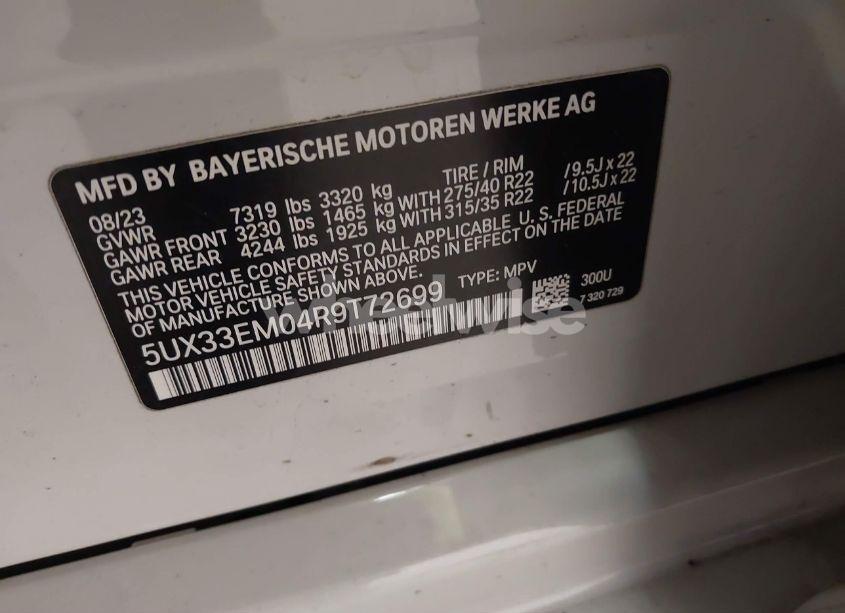 MFD BY BAYERISCHE MOTOREN WERKE AG
08/23
GVWR 7319 lbs 3320 kg TIRE / RIM
GAWR FRONT 3230 lbs 1465 kg WITH 275/40 R22 /9.5J x 22
GAWR REAR 4244 lbs 1925 kg WITH 315/35 R22 /10.5J x 22
THIS VEHICLE CONFORMS TO ALL APPLICABLE U. S. FEDERAL
MOTOR VEHICLE SAFETY STANDARDS IN EFFECT ON THE DATE
OF MANUFACTURE SHOWN ABOVE. TYPE: MPV 300U
5UX33EM04R9T72699 7 320 729
wheelwise